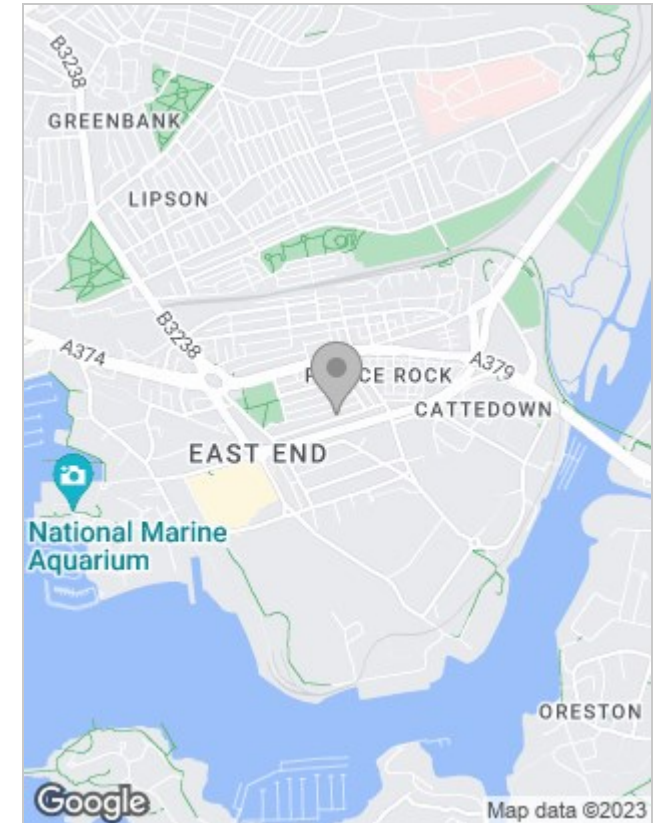 B3238
GREENBANK
LIPSON
B3238
A374
A379
CE ROCK
CATTEDOWN
EAST END
National Marine
Aquarium
ORESTON
Google
Map data ©2023